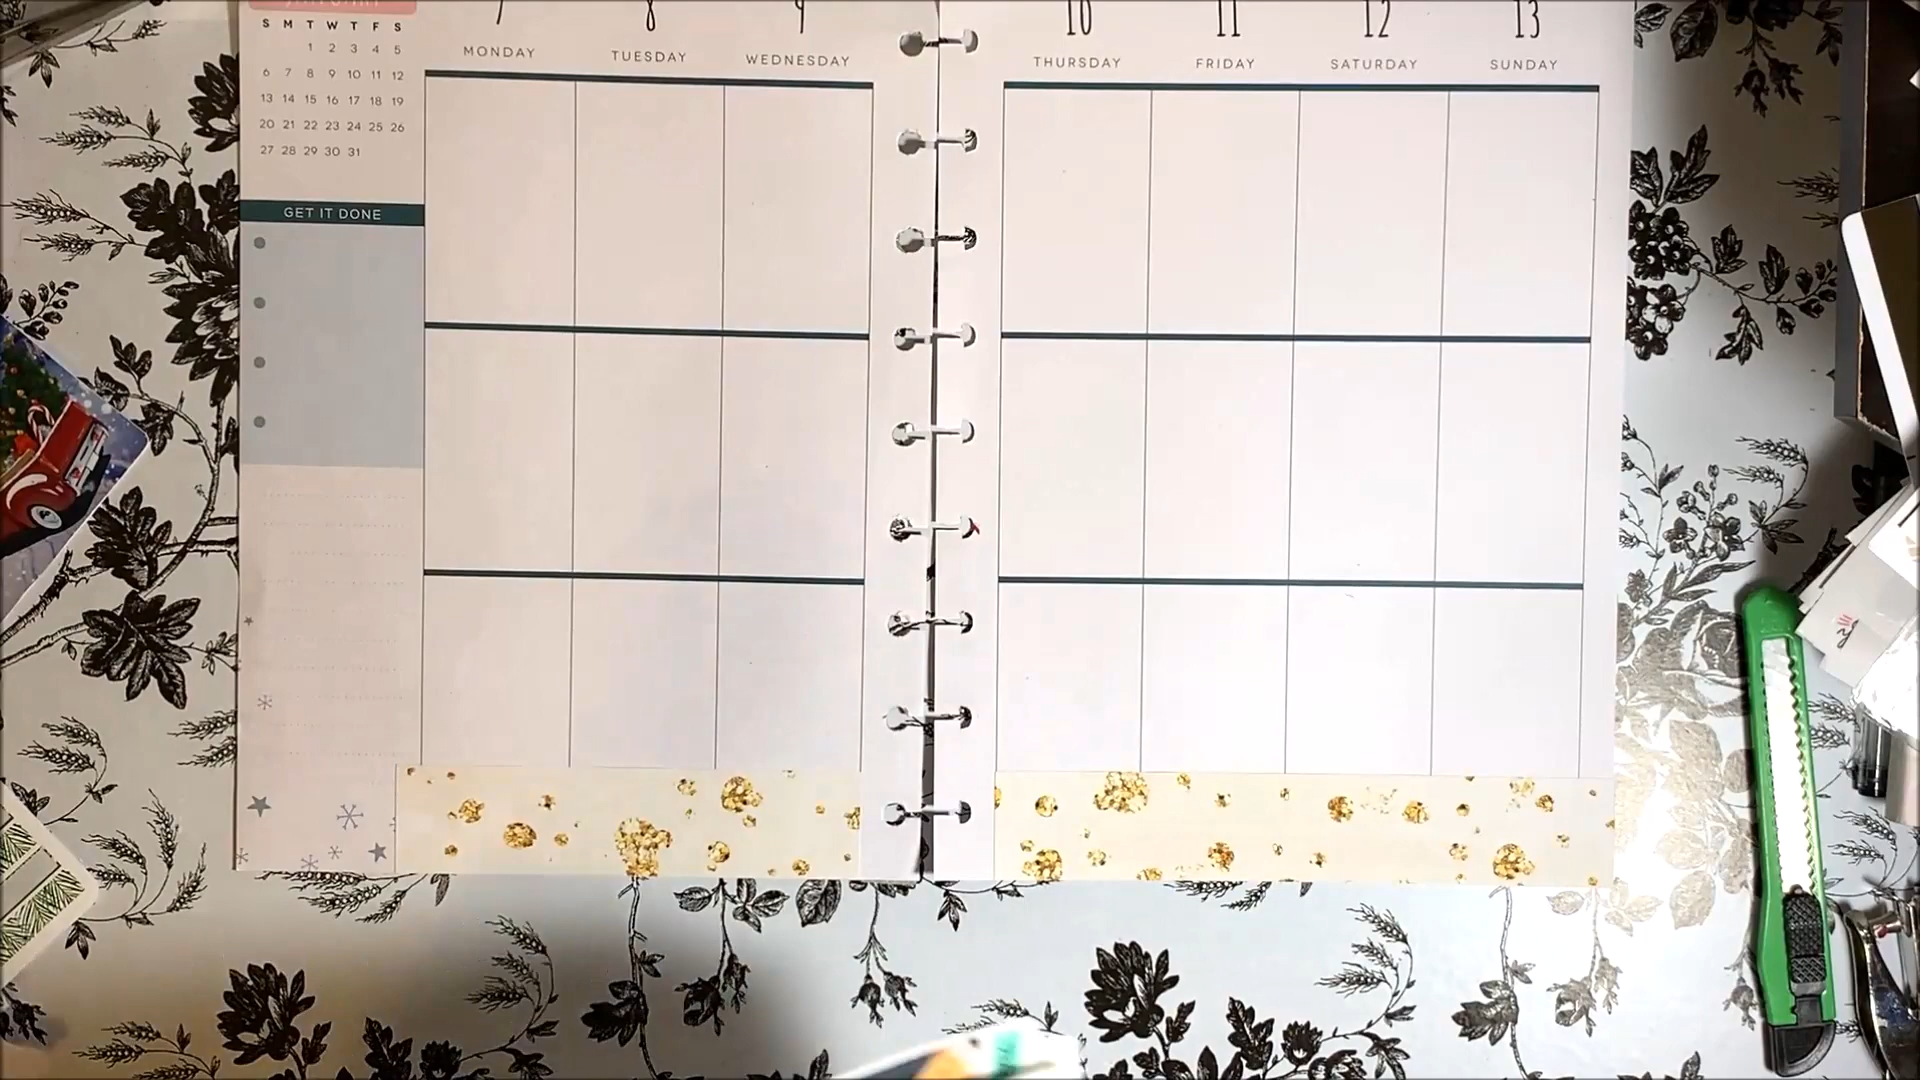 JANUARY
S M T W T F S
1 2 3 4 5
6 7 8 9 10 11 12
13 14 15 16 17 18 19
20 21 22 23 24 25 26
27 28 29 30 31
GET IT DONE
7 8 9 10 11 12 13
MONDAY TUESDAY WEDNESDAY THURSDAY FRIDAY SATURDAY SUNDAY